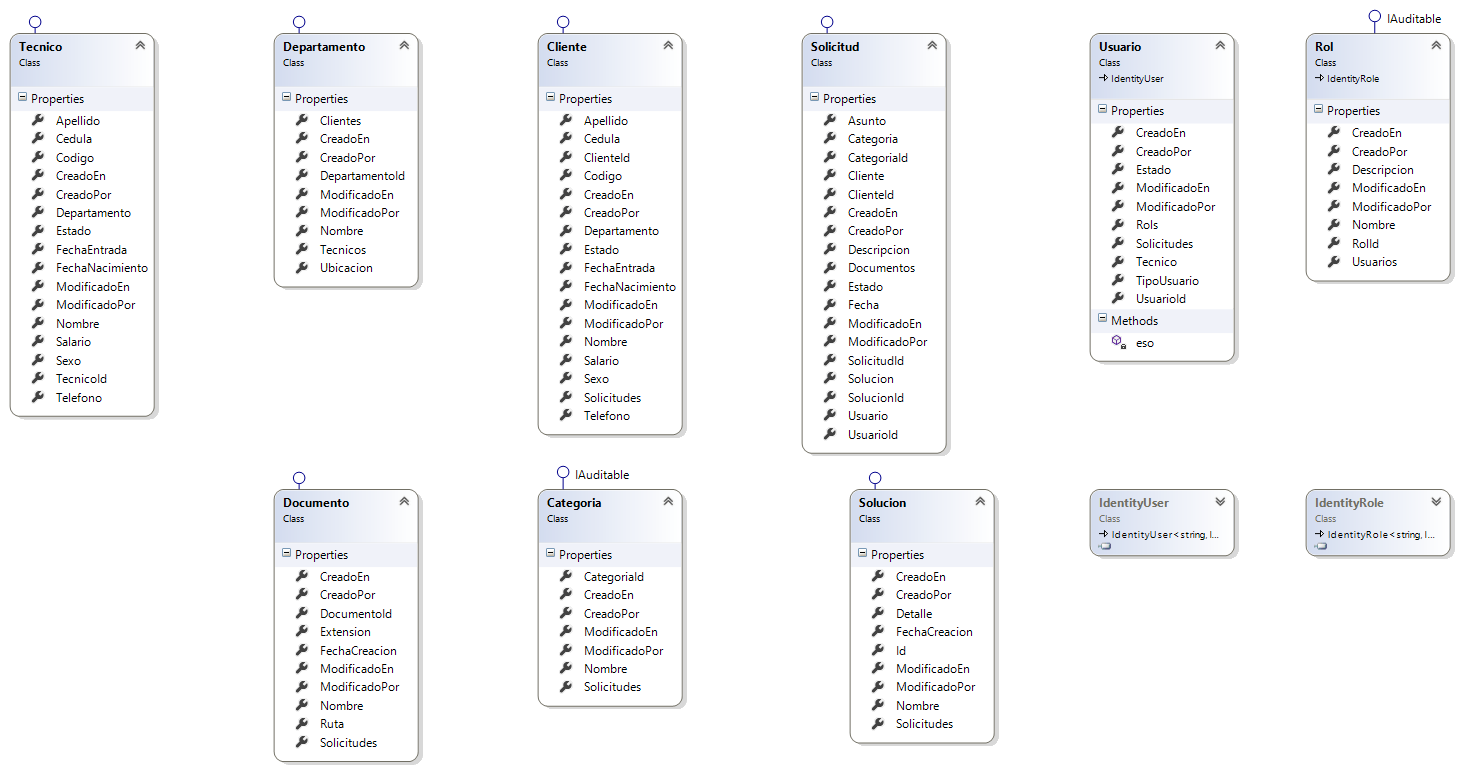 Tecnico
Class
Properties
Apellido
Cedula
Codigo
CreadoEn
CreadoPor
Departamento
Estado
FechaEntrada
FechaNacimiento
ModificadoEn
ModificadoPor
Nombre
Salario
Sexo
TecnicoId
Telefono
Departamento
Class
Properties
Clientes
CreadoEn
CreadoPor
DepartamentoId
ModificadoEn
ModificadoPor
Nombre
Tecnicos
Ubicacion
Cliente
Class
Properties
Apellido
Cedula
ClienteId
Codigo
CreadoEn
CreadoPor
Departamento
Estado
FechaEntrada
FechaNacimiento
ModificadoEn
ModificadoPor
Nombre
Salario
Sexo
Solicitudes
Telefono
Solicitud
Class
Properties
Asunto
Categoria
CategoriaId
Cliente
ClienteId
CreadoEn
CreadoPor
Descripcion
Documentos
Estado
Fecha
ModificadoEn
ModificadoPor
SolicitudId
Solucion
SolucionId
Usuario
UsuarioId
Usuario
Class
IdentityUser
Properties
CreadoEn
CreadoPor
Estado
ModificadoEn
ModificadoPor
Rols
Solicitudes
Tecnico
TipoUsuario
UsuarioId
Methods
eso
IAuditable
Rol
Class
IdentityRole
Properties
CreadoEn
CreadoPor
Descripcion
ModificadoEn
ModificadoPor
Nombre
RolId
Usuarios
Documento
Class
Properties
CreadoEn
CreadoPor
DocumentoId
Extension
FechaCreacion
ModificadoEn
ModificadoPor
Nombre
Ruta
Solicitudes
IAuditable
Categoria
Class
Properties
CategoriaId
CreadoEn
CreadoPor
ModificadoEn
ModificadoPor
Nombre
Solicitudes
Solucion
Class
Properties
CreadoEn
CreadoPor
Detalle
FechaCreacion
Id
ModificadoEn
ModificadoPor
Nombre
Solicitudes
IdentityUser
Class
IdentityUser<string, I...
IdentityRole
Class
IdentityRole<string, I...